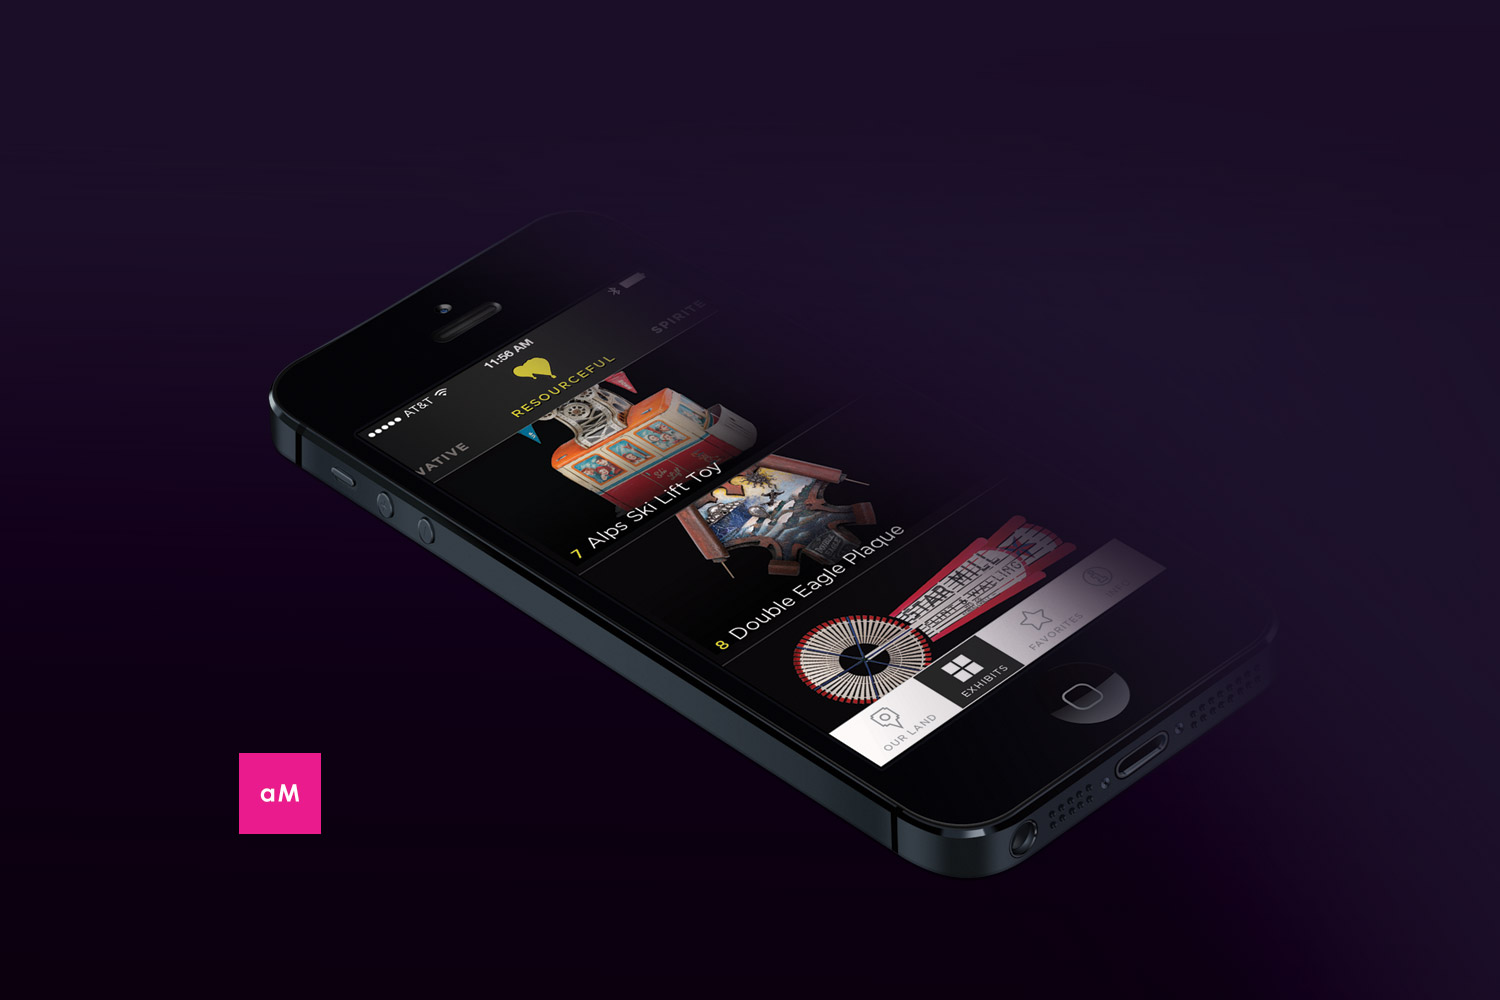 ●●●●● AT&T 11:56 AM
VATIVE RESOURCEFUL SPIRITE
7 Alps Ski Lift Toy
8 Double Eagle Plaque
STAR MILL
OUR LAND
EXHIBITS
FAVORITES
aM